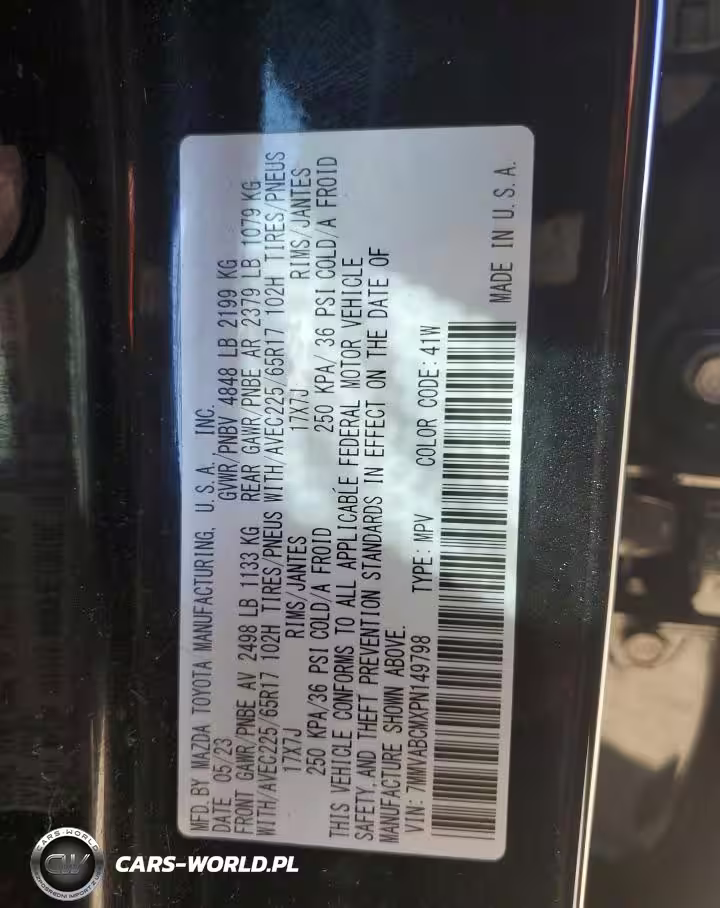 MFD.BY MAZDA TOYOTA MANUFACTURING, U.S.A. INC.
DATE 05/23 GVWR/PNBV 4848 LB 2199 KG
FRONT GAWR/PNBE AV 2498 LB 1133 KG REAR GAWR/PNBE AR 2379 LB 1079 KG
WITH/AVEC225/65R17 102H TIRES/PNEUS WITH/AVEC225/65R17 102H TIRES/PNEUS
17X7J RIMS/JANTES 17X7J RIMS/JANTES
250 KPA/36 PSI COLD/A FROID 250 KPA/ 36 PSI COLD/A FROID
THIS VEHICLE CONFORMS TO ALL APPLICABLE FEDERAL MOTOR VEHICLE
SAFETY,AND THEFT PREVENTION STANDARDS IN EFFECT ON THE DATE OF
MANUFACTURE SHOWN ABOVE.
VIN: 7MMVABCMXPN149798 TYPE: MPV COLOR CODE: 41W
MADE IN U.S.A.
CARS-WORLD
CW
CARS-WORLD.PL